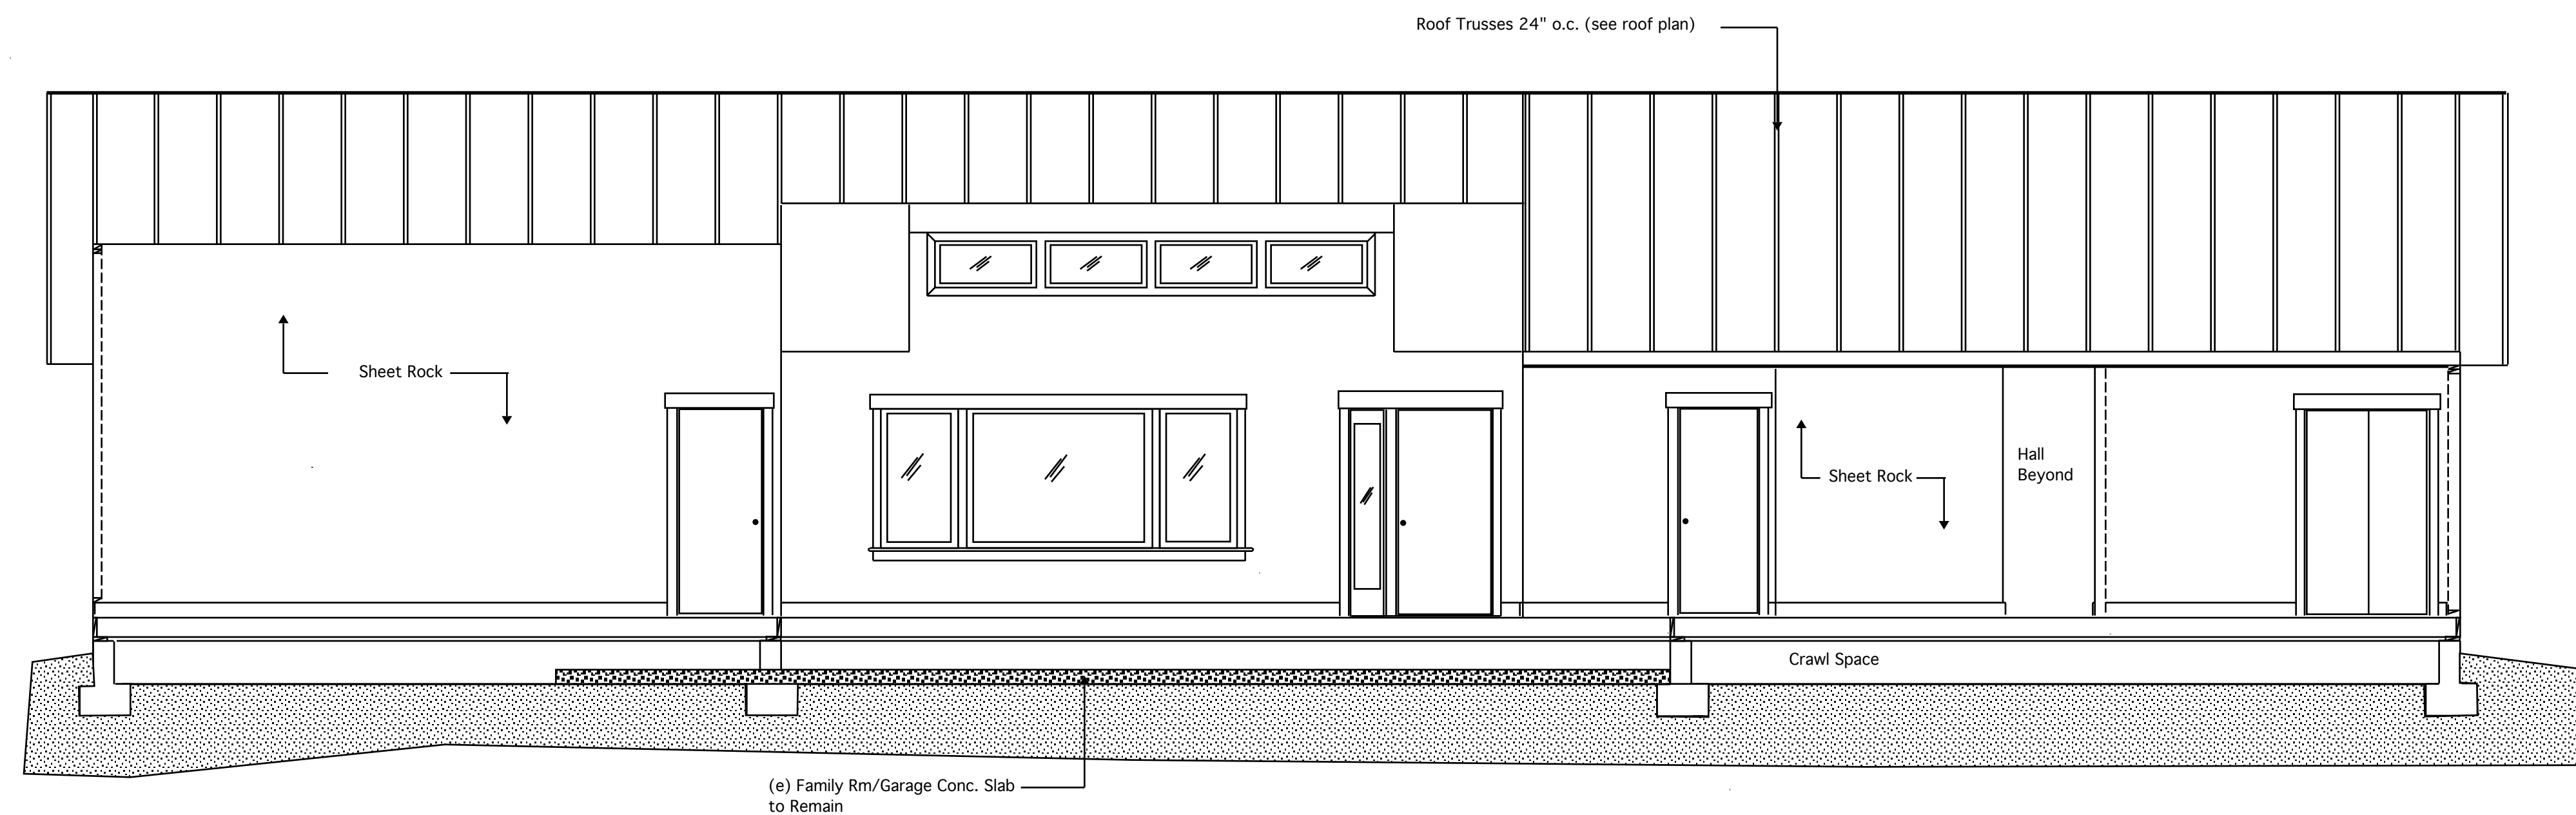 Roof Trusses 24" o.c. (see roof plan)
Sheet Rock
Hall
Beyond
Sheet Rock
Crawl Space
(e) Family Rm/Garage Conc. Slab
to Remain